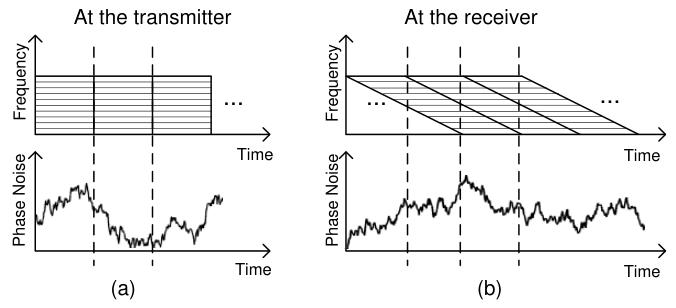 At the transmitter
Frequency
...
Time
Phase Noise
Time
(a)
At the receiver
Frequency
...
...
Time
Phase Noise
Time
(b)